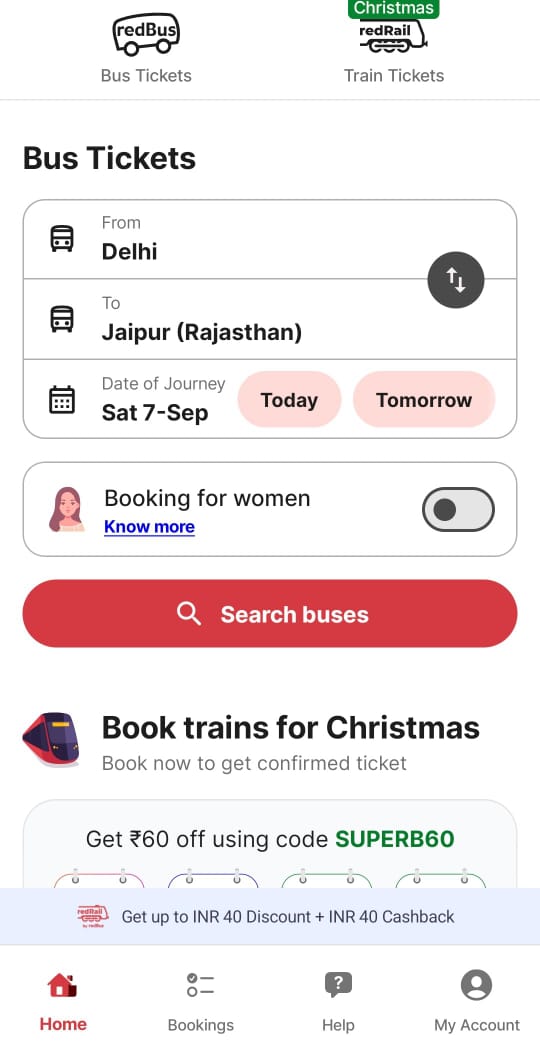 redBus
Christmas
redRail
Bus Tickets
Train Tickets
Bus Tickets
From
Delhi
To
Jaipur (Rajasthan)
Date of Journey
Sat 7-Sep
Today
Tomorrow
Booking for women
Know more
Search buses
Book trains for Christmas
Book now to get confirmed ticket
Get ₹60 off using code SUPERB60
redRail
by redBus
Get up to INR 40 Discount + INR 40 Cashback
?
Home
Bookings
Help
My Account